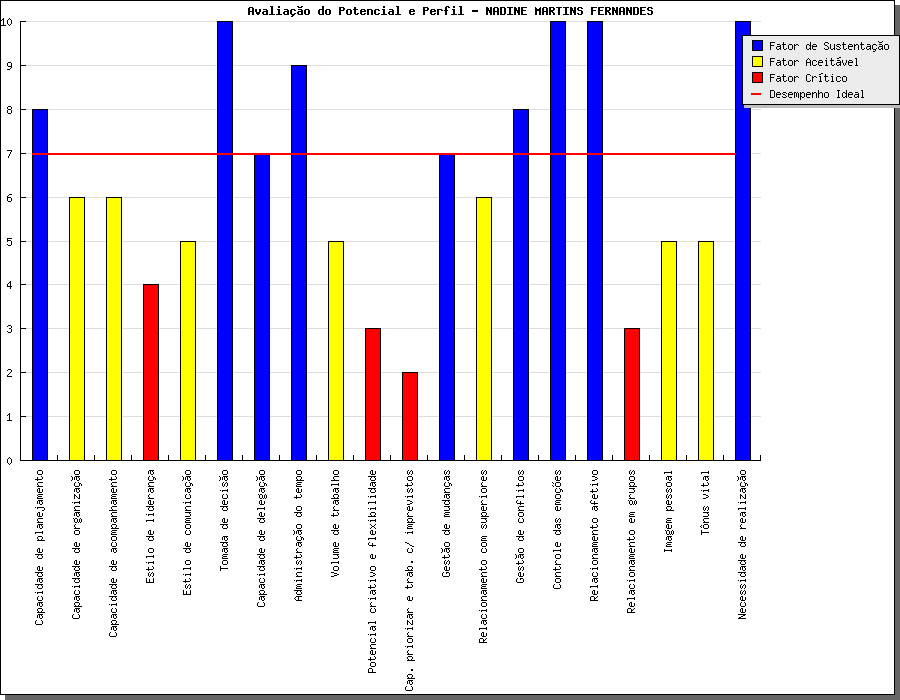 Avaliação do Potencial e Perfil - NADINE MARTINS FERNANDES
Fator de Sustentação
Fator Aceitável
Fator Crítico
Desempenho Ideal
10
9
8
7
6
5
4
3
2
1
0
Capacidade de planejamento
Capacidade de organização
Capacidade de acompanhamento
Estilo de liderança
Estilo de comunicação
Tomada de decisão
Capacidade de delegação
Administração do tempo
Volume de trabalho
Potencial criativo e flexibilidade
Cap. priorizar e trab. c/ imprevistos
Gestão de mudanças
Relacionamento com superiores
Gestão de conflitos
Controle das emoções
Relacionamento afetivo
Relacionamento em grupos
Imagem pessoal
Tônus vital
Necessidade de realização